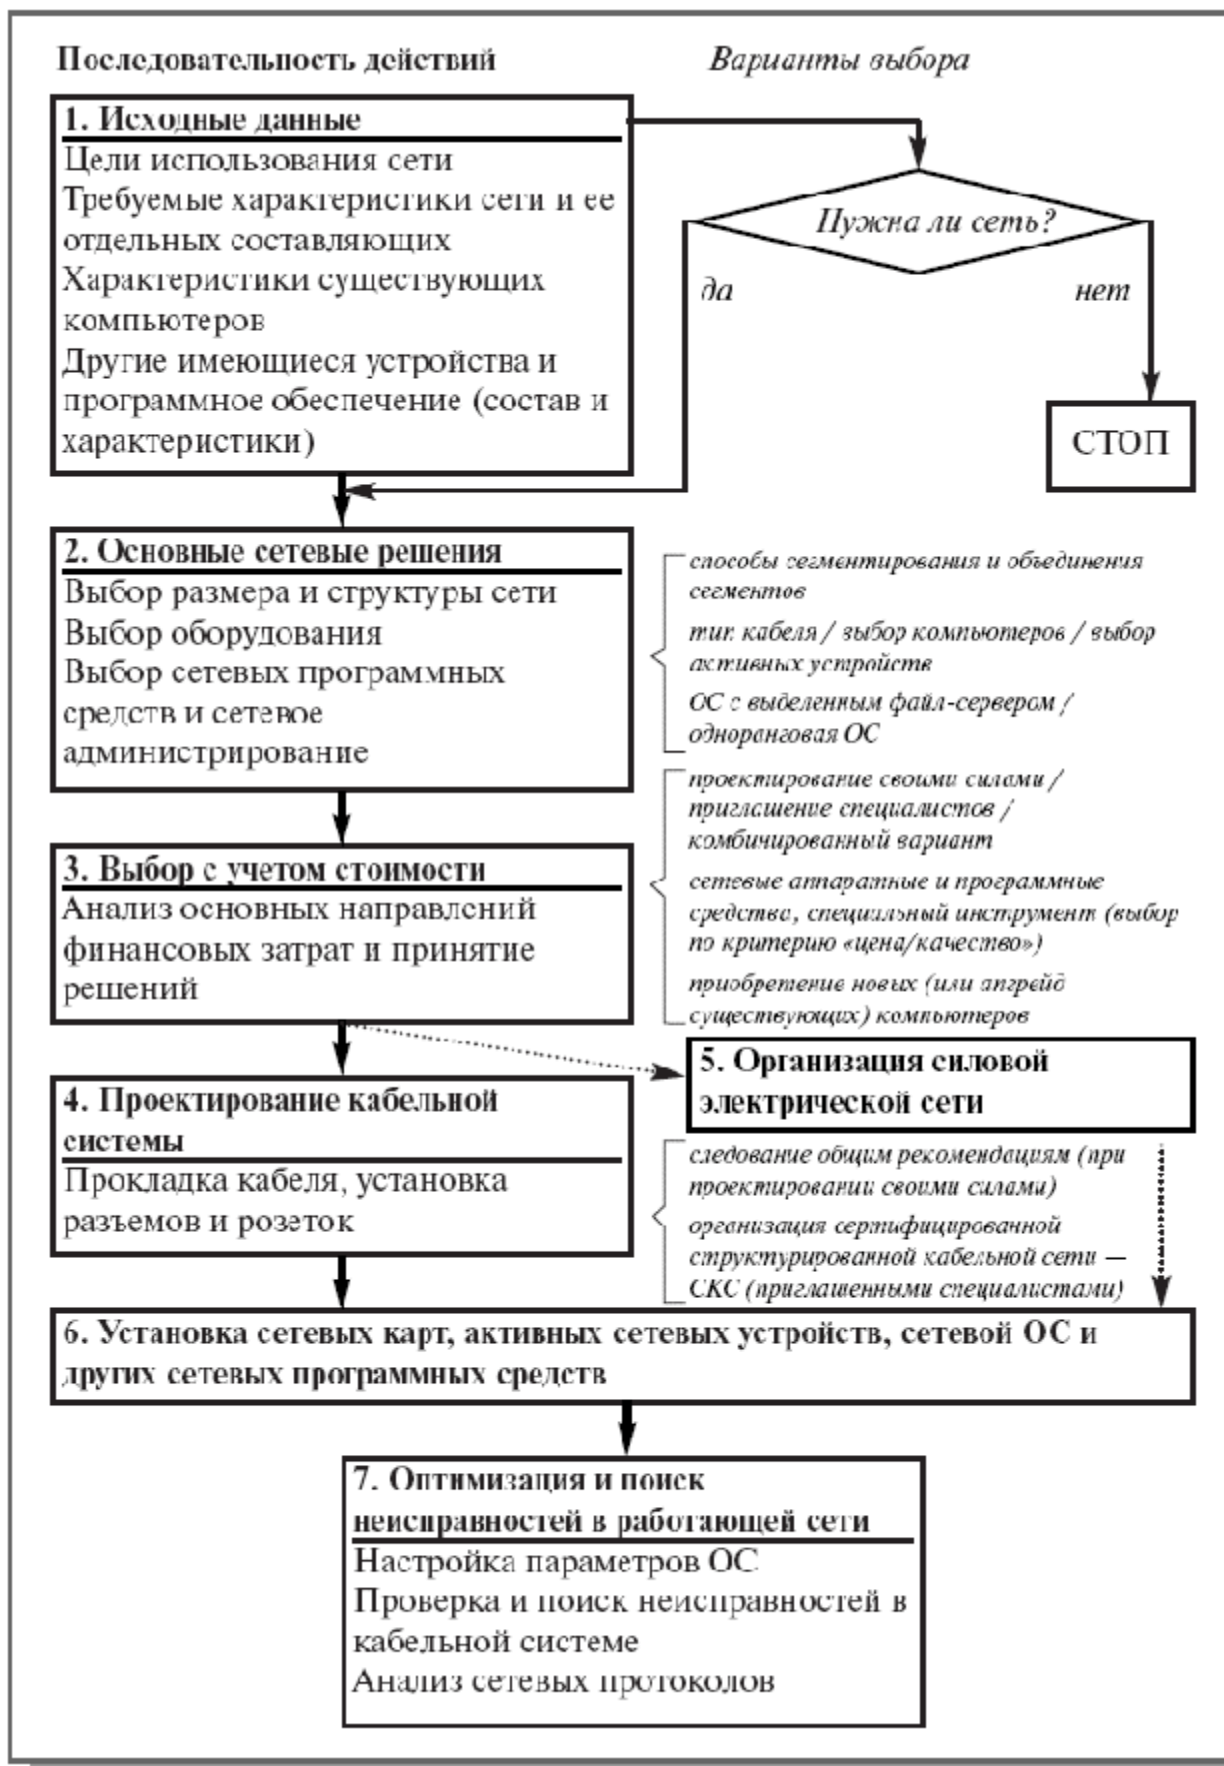 Последовательность действий
Варианты выбора
1. Исходные данные
Цели использования сети
Требуемые характеристики сети и ее
отдельных составляющих
Характеристики существующих
компьютеров
Другие имеющиеся устройства и
программное обеспечение (состав и
характеристики)
Пужна ли сеть?
да
нет
СТОП
2. Основные сетевые решения
Выбор размера и структуры сети
Выбор оборудования
Выбор сетевых программных
средств и сетевое
администрирование
способы сегментирования и объединения
сегментов
тип кабеля / выбор компьютеров / выбор
активных устройств
ОС с выделенным файл-сервером /
одноранговая ОС
3. Выбор с учетом стоимости
Анализ основных направлений
финансовых затрат и принятие
решений
проектирование своими силами /
приглашение специалистов /
комбинированный вариант
сетевые аппаратные и программные
средства, специальный инструмент (выбор
по критерию «цена/качество»)
приобретение новых (или апгрейд
существующих) компьютеров
4. Проектирование кабельной
системы
Прокладка кабеля, установка
разъемов и розеток
5. Организация силовой
электрической сети
следование общим рекомендациям (при
проектировании своими силами)
организация сертифицированной
структурированной кабельной сети —
СКС (приглашенными специалистами)
6. Установка сетевых карт, активных сетевых устройств, сетевой ОС и
других сетевых программных средств
7. Оптимизация и поиск
неисправностей в работающей сети
Настройка параметров ОС
Проверка и поиск неисправностей в
кабельной системе
Анализ сетевых протоколов